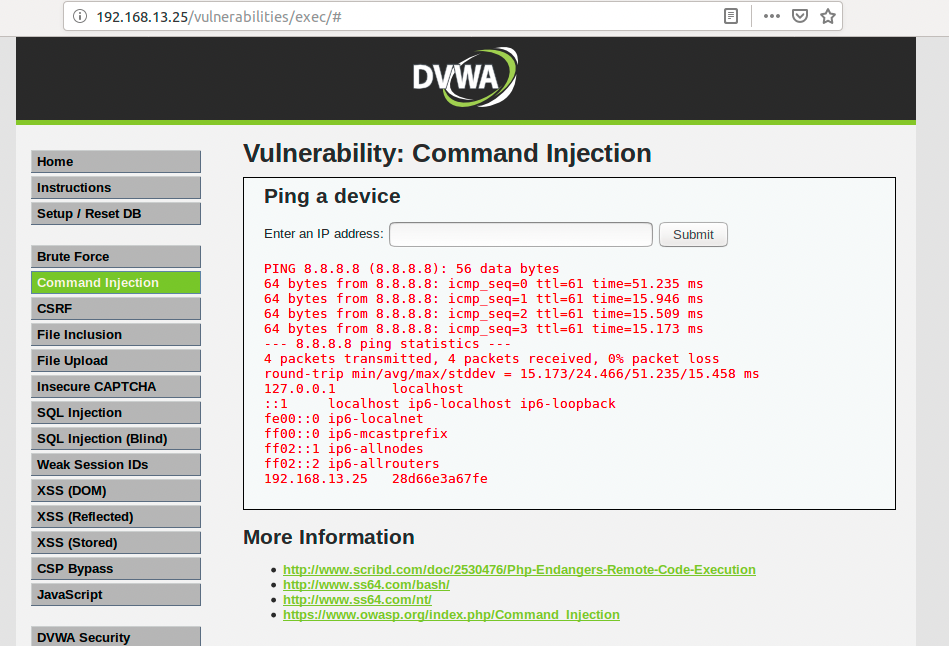 192.168.13.25/vulnerabilities/exec/#
DVWA
Home
Instructions
Setup / Reset DB
Brute Force
Command Injection
CSRF
File Inclusion
File Upload
Insecure CAPTCHA
SQL Injection
SQL Injection (Blind)
Weak Session IDs
XSS (DOM)
XSS (Reflected)
XSS (Stored)
CSP Bypass
JavaScript
DVWA Security
Vulnerability: Command Injection
Ping a device
Enter an IP address: Submit
PING 8.8.8.8 (8.8.8.8): 56 data bytes
64 bytes from 8.8.8.8: icmp_seq=0 ttl=61 time=51.235 ms
64 bytes from 8.8.8.8: icmp_seq=1 ttl=61 time=15.946 ms
64 bytes from 8.8.8.8: icmp_seq=2 ttl=61 time=15.509 ms
64 bytes from 8.8.8.8: icmp_seq=3 ttl=61 time=15.173 ms
--- 8.8.8.8 ping statistics ---
4 packets transmitted, 4 packets received, 0% packet loss
round-trip min/avg/max/stddev = 15.173/24.466/51.235/15.458 ms
127.0.0.1       localhost
::1     localhost ip6-localhost ip6-loopback
fe00::0 ip6-localnet
ff00::0 ip6-mcastprefix
ff02::1 ip6-allnodes
ff02::2 ip6-allrouters
192.168.13.25   28d66e3a67fe
More Information
http://www.scribd.com/doc/2530476/Php-Endangers-Remote-Code-Execution
http://www.ss64.com/bash/
http://www.ss64.com/nt/
https://www.owasp.org/index.php/Command_Injection